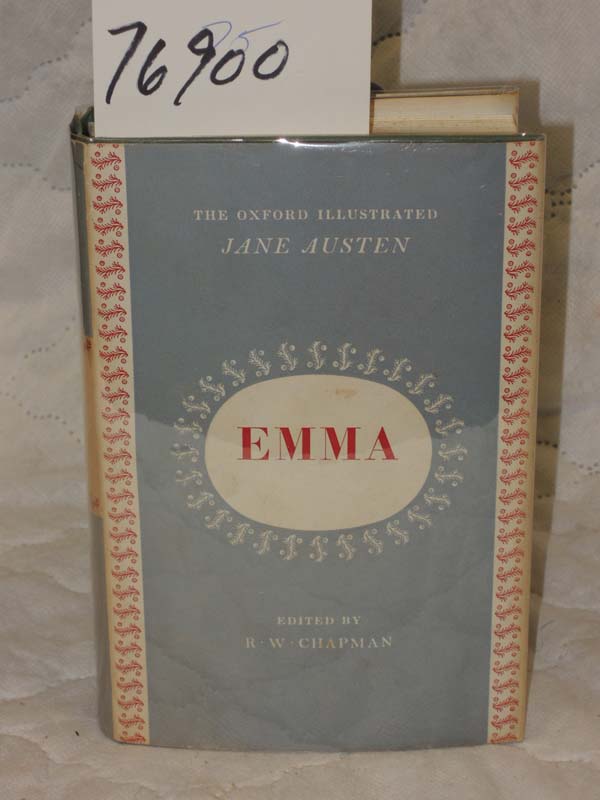 76900
THE OXFORD ILLUSTRATED
JANE AUSTEN
EMMA
EDITED BY
R·W·CHAPMAN